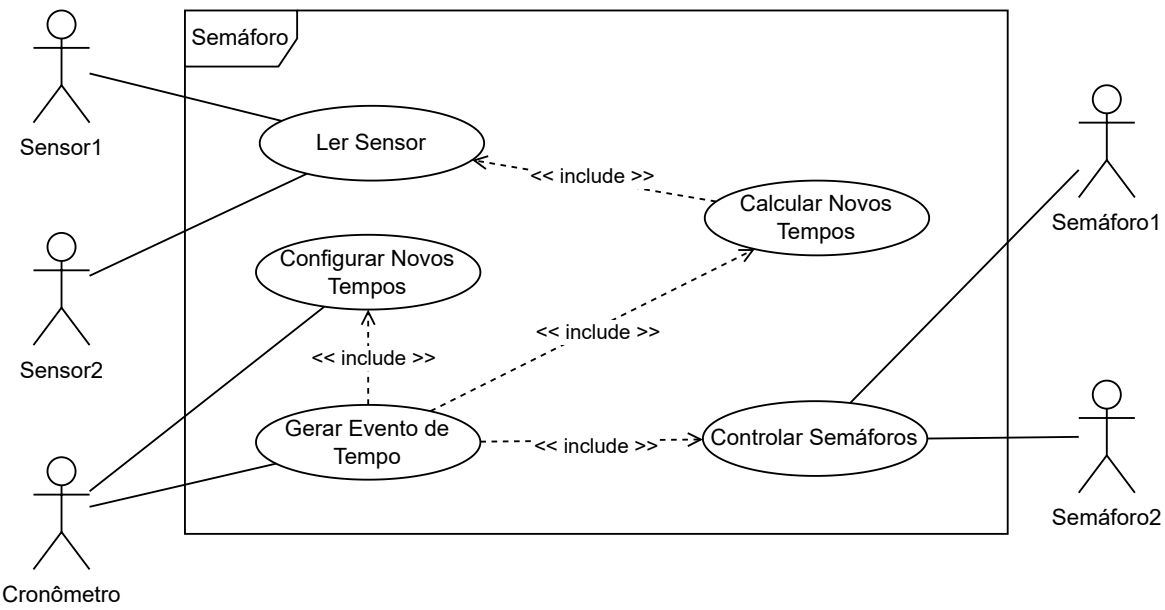 Semáforo
Sensor1
Ler Sensor
<< include >>
Calcular Novos
Tempos
Semáforo1
Configurar Novos
Tempos
Sensor2
<< include >>
<< include >>
Gerar Evento de
Tempo
<< include >>
Controlar Semáforos
Semáforo2
Cronômetro